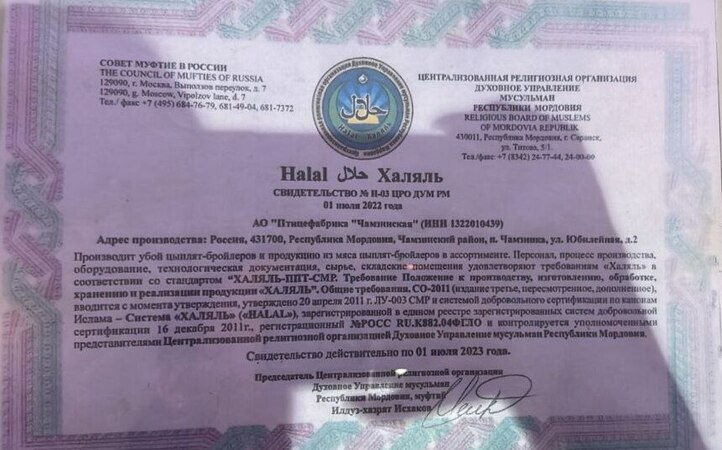 СОВЕТ МУФТИЕВ РОССИИ
THE COUNCIL OF MUFTIES OF RUSSIA
129090, г. Москва, Выползов переулок, д. 7
129090, g. Moscow, Vipolzov lane, d. 7
Тел./ факс +7 (495) 684-76-79, 681-49-04, 681-7372
ЦЕНТРАЛИЗОВАННАЯ РЕЛИГИОЗНАЯ ОРГАНИЗАЦИЯ
ДУХОВНОЕ УПРАВЛЕНИЕ
МУСУЛЬМАН
РЕСПУБЛИКИ МОРДОВИЯ
RELIGIOUS BOARD OF MUSLEMS
OF MORDOVIA REPUBLIK
430011, Республика Мордовия, г. Саранск,
ул. Титова, 5/1.
Тел./факс +7 (8342) 24-77-44, 24-00-00
حلال
Halal Халяль
Halal حلال Халяль
СВИДЕТЕЛЬСТВО № И-03 ЦРО ДУМ РМ
01 июля 2022 года
АО "Птицефабрика "Чамзинская" (ИНН 1322010439)
Адрес производства: Россия, 431700, Республика Мордовия, Чамзинский район, п. Чамзинка, ул. Юбилейная, д.2
Производит убой цыплят-бройлеров и продукцию из мяса цыплят-бройлеров в ассортименте. Персонал, процесс производства,
оборудование, технологическая документация, сырье, складские помещения удовлетворяют требованиям «Халяль» в
соответствии со стандартом "ХАЛЯЛЬ-ППТ-СМР. Требование Положение к производству, изготовлению, обработке,
хранению и реализации продукции «ХАЛЯЛЬ". Общие требования. СО-2011 (издание третье, пересмотренное, дополненное),
вводится с момента утверждения, утверждено 20 апреля 2011 г. ЛУ-003 СМР и системой добровольного сертификации по канонам
Ислама – Система «ХАЛЯЛЬ» («HALAL»), зарегистрированной в едином реестре зарегистрированных систем добровольной
сертификации 16 декабря 2011г., регистрационный №РОСС RU.К882.04ФГЛО и контролируется уполномоченными
представителями Централизованной религиозной организацией Духовное Управление мусульман Республики Мордовия.
Свидетельство действительно по 01 июля 2023 года.
Председатель Централизованной религиозной организации
Духовное Управление мусульман
Республики Мордовия, муфтий
Илдуз-хазрат Исхаков